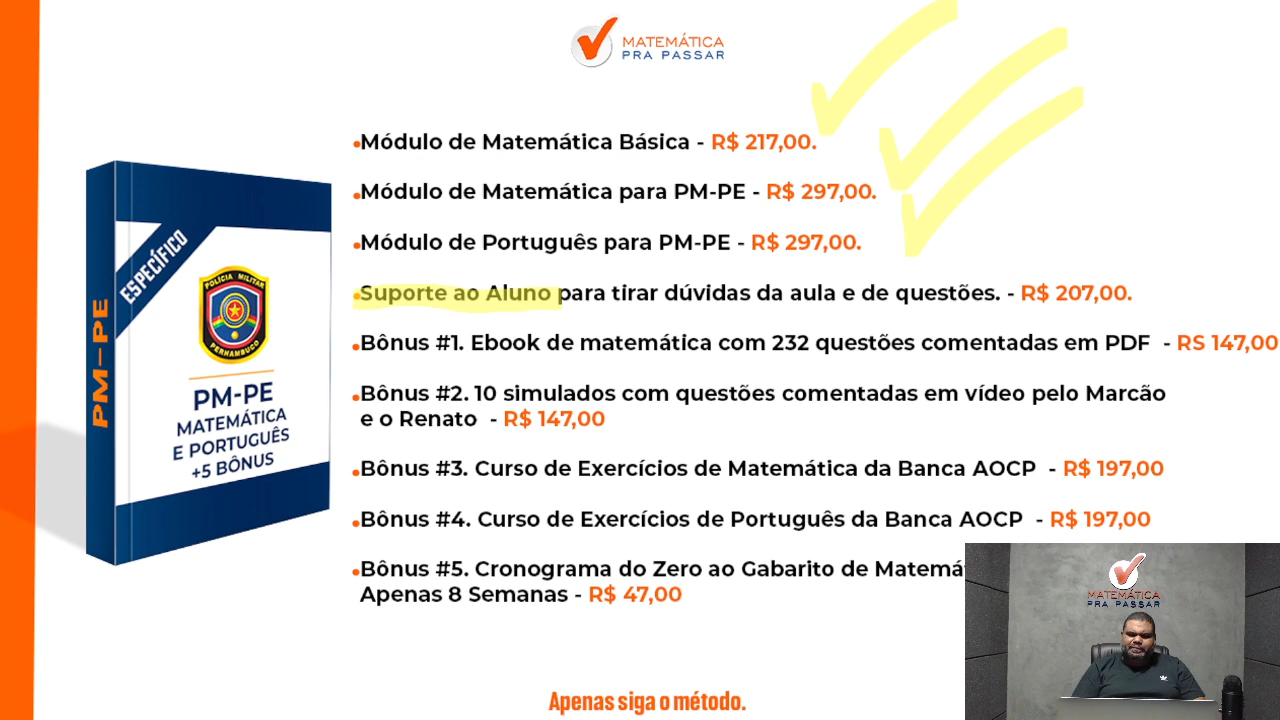 MATEMÁTICA
PRA PASSAR
•Módulo de Matemática Básica - R$ 217,00.
•Módulo de Matemática para PM-PE - R$ 297,00.
•Módulo de Português para PM-PE - R$ 297,00.
•Suporte ao Aluno para tirar dúvidas da aula e de questões. - R$ 207,00.
•Bônus #1. Ebook de matemática com 232 questões comentadas em PDF - RS 147,00
•Bônus #2. 10 simulados com questões comentadas em vídeo pelo Marcão
e o Renato - R$ 147,00
•Bônus #3. Curso de Exercícios de Matemática da Banca AOCP - R$ 197,00
•Bônus #4. Curso de Exercícios de Português da Banca AOCP - R$ 197,00
•Bônus #5. Cronograma do Zero ao Gabarito de Matemá
Apenas 8 Semanas - R$ 47,00
PM-PE
ESPECÍFICO
POLÍCIA MILITAR
PERNAMBUCO
PM-PE
MATEMÁTICA
E PORTUGUÊS
+5 BÔNUS
MATEMÁTICA
PRA PASSAR
Apenas siga o método.